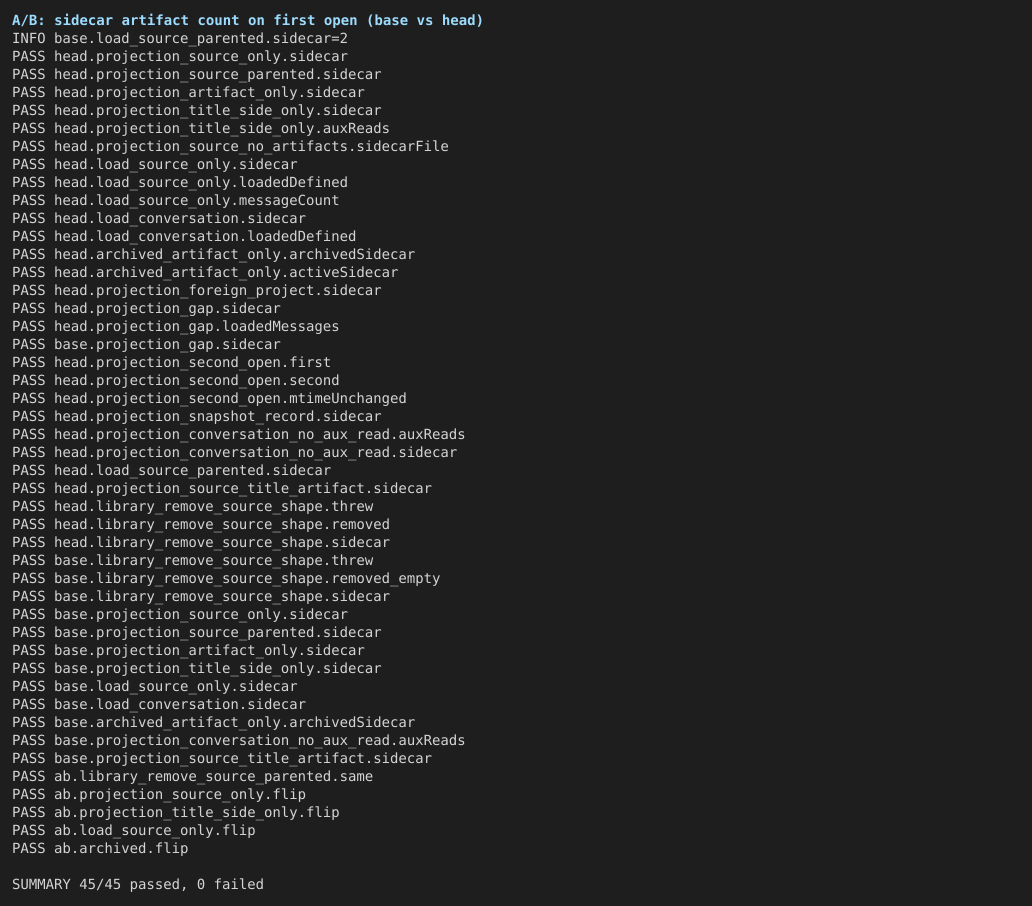 A/B: sidecar artifact count on first open (base vs head)
INFO base.load_source_parented.sidecar=2
PASS head.projection_source_only.sidecar
PASS head.projection_source_parented.sidecar
PASS head.projection_artifact_only.sidecar
PASS head.projection_title_side_only.sidecar
PASS head.projection_title_side_only.auxReads
PASS head.projection_source_no_artifacts.sidecarFile
PASS head.load_source_only.sidecar
PASS head.load_source_only.loadedDefined
PASS head.load_source_only.messageCount
PASS head.load_conversation.sidecar
PASS head.load_conversation.loadedDefined
PASS head.archived_artifact_only.archivedSidecar
PASS head.archived_artifact_only.activeSidecar
PASS head.projection_foreign_project.sidecar
PASS head.projection_gap.sidecar
PASS head.projection_gap.loadedMessages
PASS base.projection_gap.sidecar
PASS head.projection_second_open.first
PASS head.projection_second_open.second
PASS head.projection_second_open.mtimeUnchanged
PASS head.projection_snapshot_record.sidecar
PASS head.projection_conversation_no_aux_read.auxReads
PASS head.projection_conversation_no_aux_read.sidecar
PASS head.load_source_parented.sidecar
PASS head.projection_source_title_artifact.sidecar
PASS head.library_remove_source_shape.threw
PASS head.library_remove_source_shape.removed
PASS head.library_remove_source_shape.sidecar
PASS base.library_remove_source_shape.threw
PASS base.library_remove_source_shape.removed_empty
PASS base.library_remove_source_shape.sidecar
PASS base.projection_source_only.sidecar
PASS base.projection_source_parented.sidecar
PASS base.projection_artifact_only.sidecar
PASS base.projection_title_side_only.sidecar
PASS base.load_source_only.sidecar
PASS base.load_conversation.sidecar
PASS base.archived_artifact_only.archivedSidecar
PASS base.projection_conversation_no_aux_read.auxReads
PASS base.projection_source_title_artifact.sidecar
PASS ab.library_remove_source_parented.same
PASS ab.projection_source_only.flip
PASS ab.projection_title_side_only.flip
PASS ab.load_source_only.flip
PASS ab.archived.flip
SUMMARY 45/45 passed, 0 failed